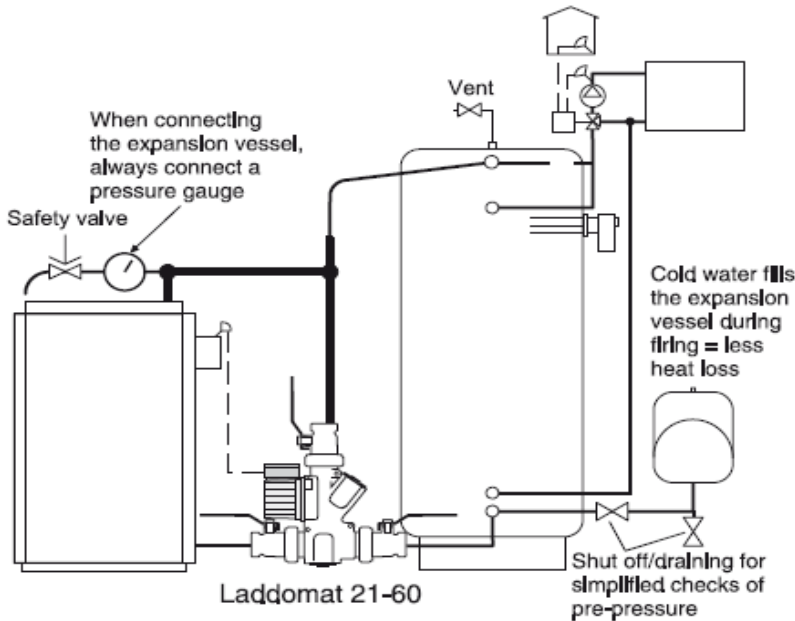 Vent
When connecting
the expansion vessel,
always connect a
pressure gauge
Safety valve
Cold water fills
the expansion
vessel during
firing = less
heat loss
Shut off/draining for
simplified checks of
pre-pressure
Laddomat 21-60